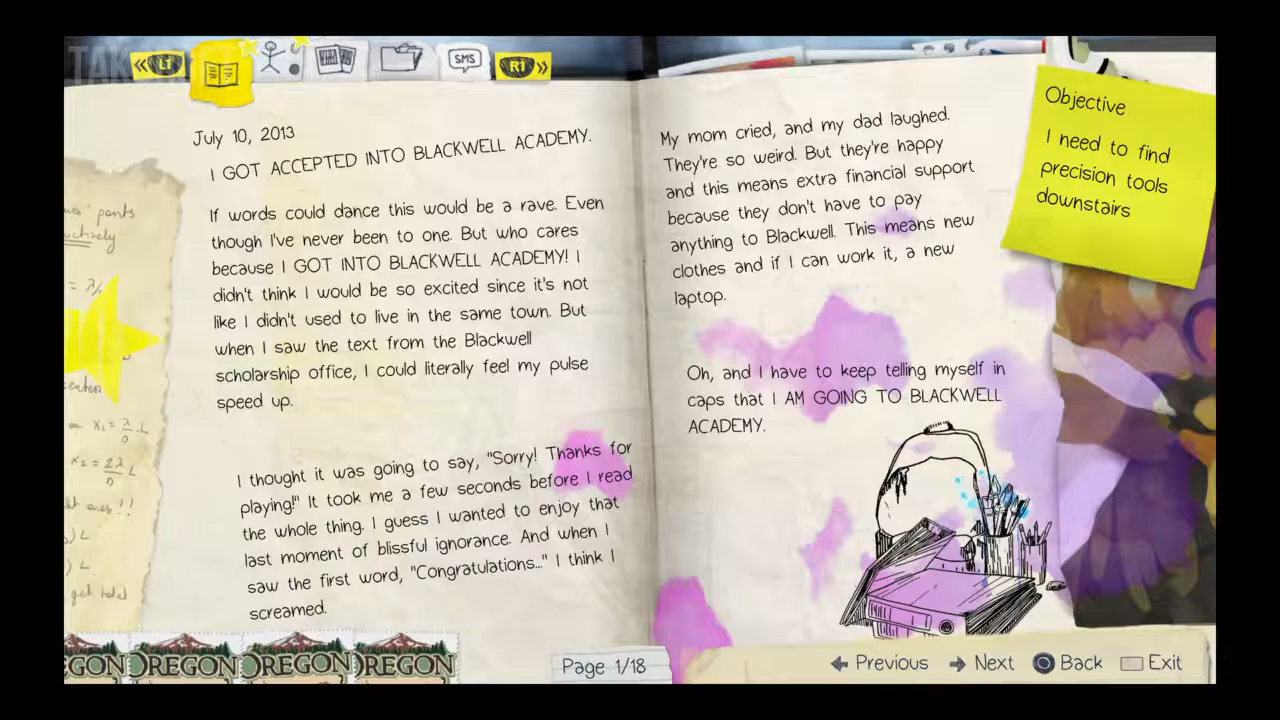 LT
SMS
R1
July 10, 2013
I GOT ACCEPTED INTO BLACKWELL ACADEMY.
If words could dance this would be a rave. Even
though I've never been to one. But who cares
because I GOT INTO BLACKWELL ACADEMY! I
didn't think I would be so excited since it's not
like I didn't used to live in the same town. But
when I saw the text from the Blackwell
scholarship office, I could literally feel my pulse
speed up.
I thought it was going to say, "Sorry! Thanks for
playing!" It took me a few seconds before I read
the whole thing. I guess I wanted to enjoy that
last moment of blissful ignorance. And when I
saw the first word, "Congratulations..." I think I
screamed.
My mom cried, and my dad laughed.
They're so weird. But they're happy
and this means extra financial support
because they don't have to pay
anything to Blackwell. This means new
clothes and if I can work it, a new
laptop.
Oh, and I have to keep telling myself in
caps that I AM GOING TO BLACKWELL
ACADEMY.
Objective
I need to find
precision tools
downstairs
points
get total
EGON OREGON OREGON OREGON
Page 1/18
Previous Next Back Exit